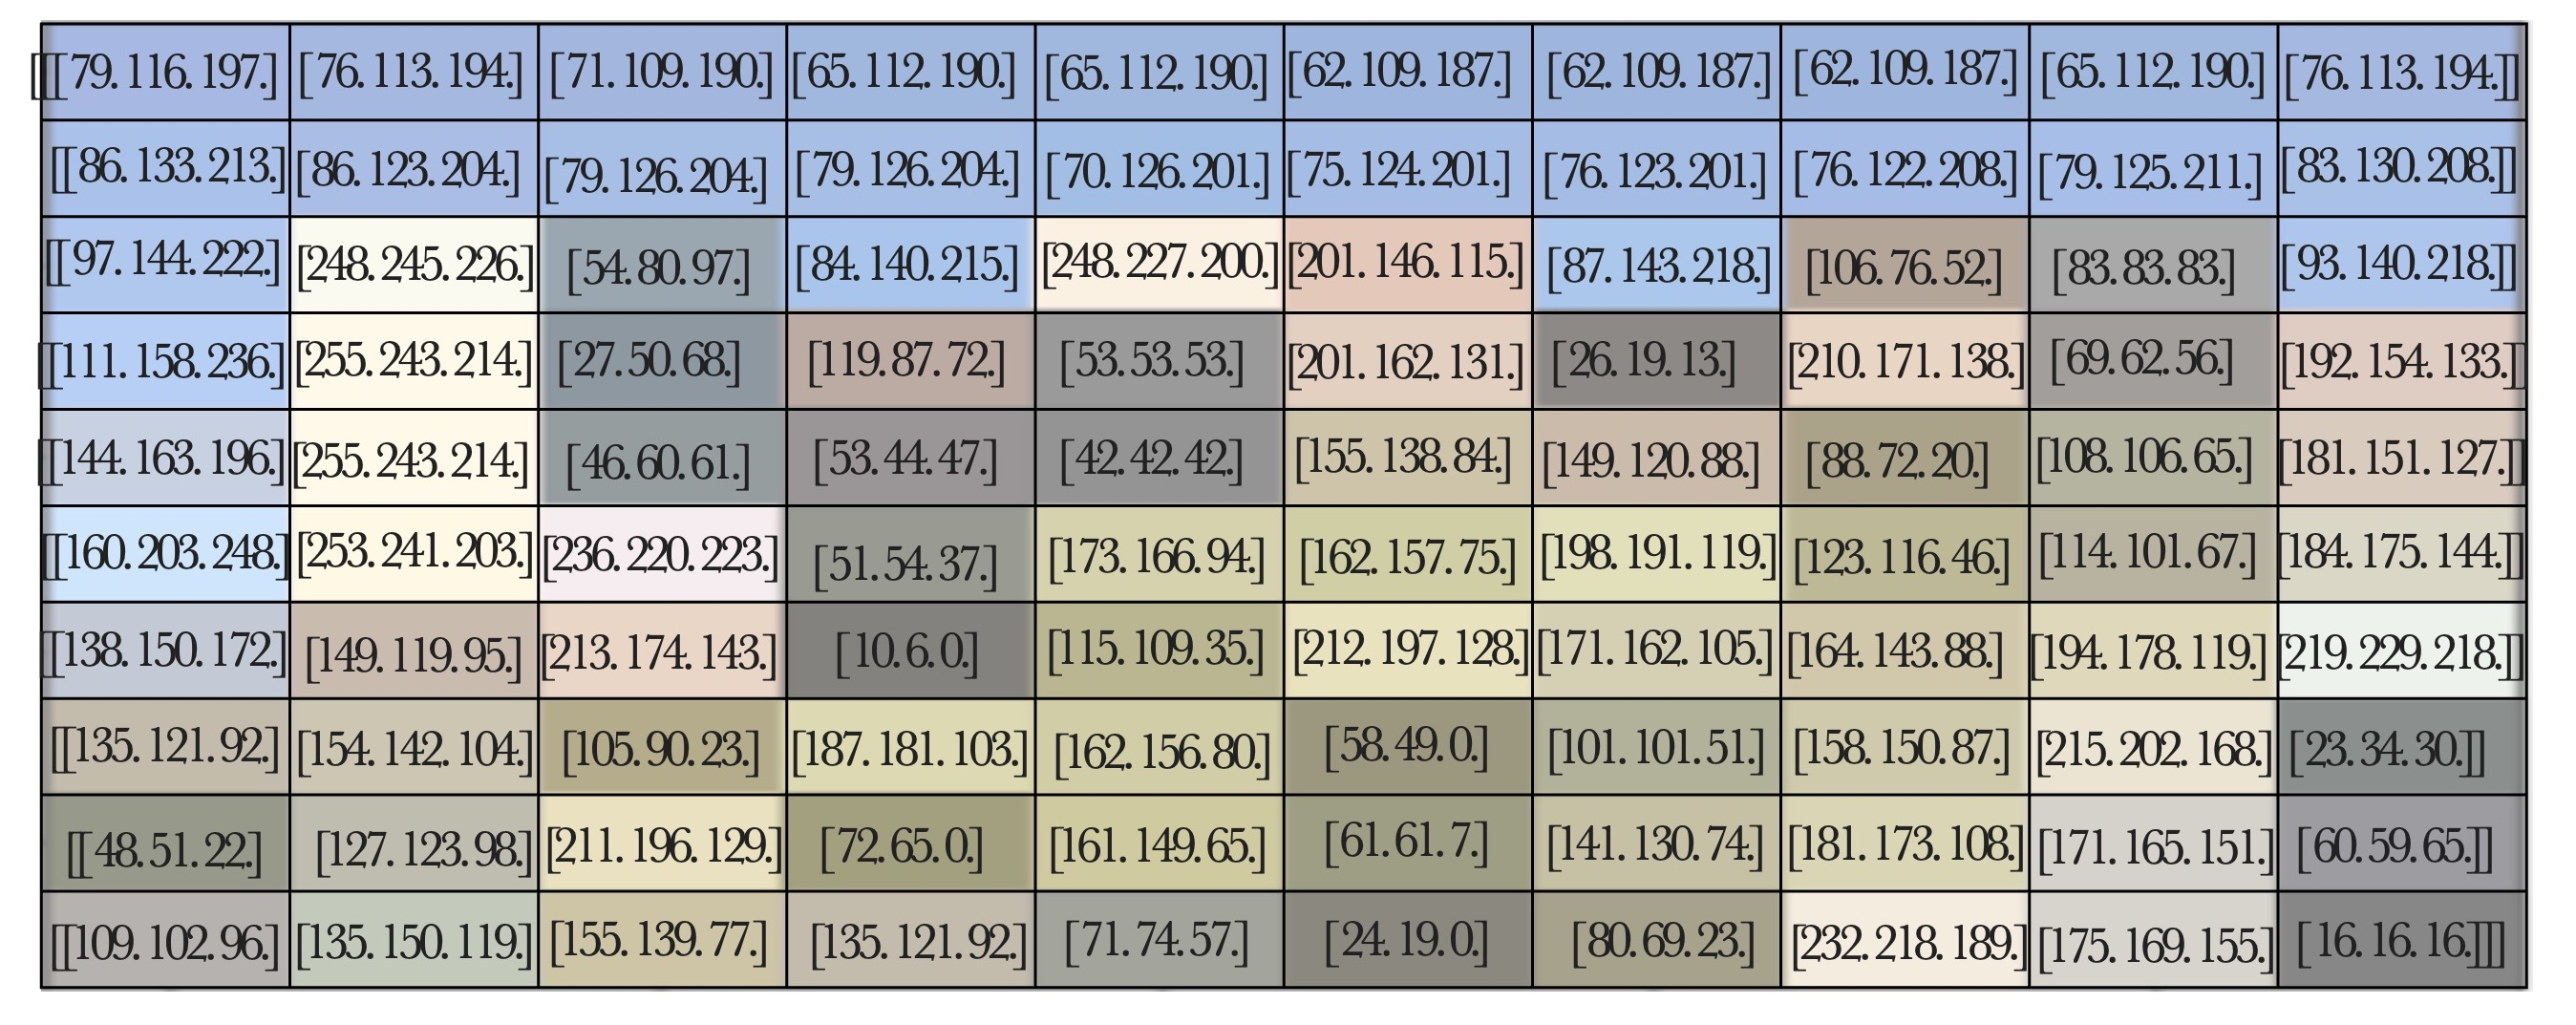 [[[79. 116. 197.] [76. 113. 194.] [71. 109. 190.] [65. 112. 190.] [65. 112. 190.] [62. 109. 187.] [62. 109. 187.] [62. 109. 187.] [65. 112. 190.] [76. 113. 194.]]
[[86. 133. 213.] [86. 123. 204.] [79. 126. 204.] [79. 126. 204.] [70. 126. 201.] [75. 124. 201.] [76. 123. 201.] [76. 122. 208.] [79. 125. 211.] [83. 130. 208.]]
[[97. 144. 222.] [248. 245. 226.] [54. 80. 97.] [84. 140. 215.] [248. 227. 200.] [201. 146. 115.] [87. 143. 218.] [106. 76. 52.] [83. 83. 83.] [93. 140. 218.]]
[[111. 158. 236.] [255. 243. 214.] [27. 50. 68.] [119. 87. 72.] [53. 53. 53.] [201. 162. 131.] [26. 19. 13.] [210. 171. 138.] [69. 62. 56.] [192. 154. 133.]]
[[144. 163. 196.] [255. 243. 214.] [46. 60. 61.] [53. 44. 47.] [42. 42. 42.] [155. 138. 84.] [149. 120. 88.] [88. 72. 20.] [108. 106. 65.] [181. 151. 127.]]
[[160. 203. 248.] [253. 241. 203.] [236. 220. 223.] [51. 54. 37.] [173. 166. 94.] [162. 157. 75.] [198. 191. 119.] [123. 116. 46.] [114. 101. 67.] [184. 175. 144.]]
[[138. 150. 172.] [149. 119. 95.] [213. 174. 143.] [10. 6. 0.] [115. 109. 35.] [212. 197. 128.] [171. 162. 105.] [164. 143. 88.] [194. 178. 119.] [219. 229. 218.]]
[[135. 121. 92.] [154. 142. 104.] [105. 90. 23.] [187. 181. 103.] [162. 156. 80.] [58. 49. 0.] [101. 101. 51.] [158. 150. 87.] [215. 202. 168.] [23. 34. 30.]]
[[48. 51. 22.] [127. 123. 98.] [211. 196. 129.] [72. 65. 0.] [161. 149. 65.] [61. 61. 7.] [141. 130. 74.] [181. 173. 108.] [171. 165. 151.] [60. 59. 65.]]
[[109. 102. 96.] [135. 150. 119.] [155. 139. 77.] [135. 121. 92.] [71. 74. 57.] [24. 19. 0.] [80. 69. 23.] [232. 218. 189.] [175. 169. 155.] [16. 16. 16.]]]